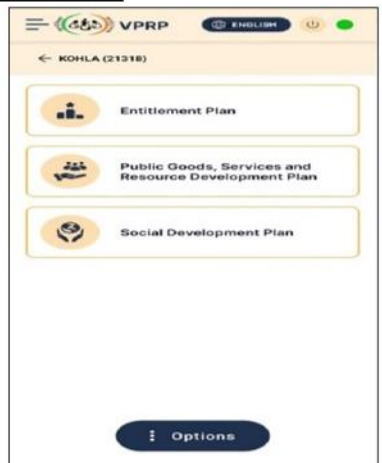 VPRP
ENGLISH
← KOHLA (21318)
Entitlement Plan
Public Goods, Services and
Resource Development Plan
Social Development Plan
Options